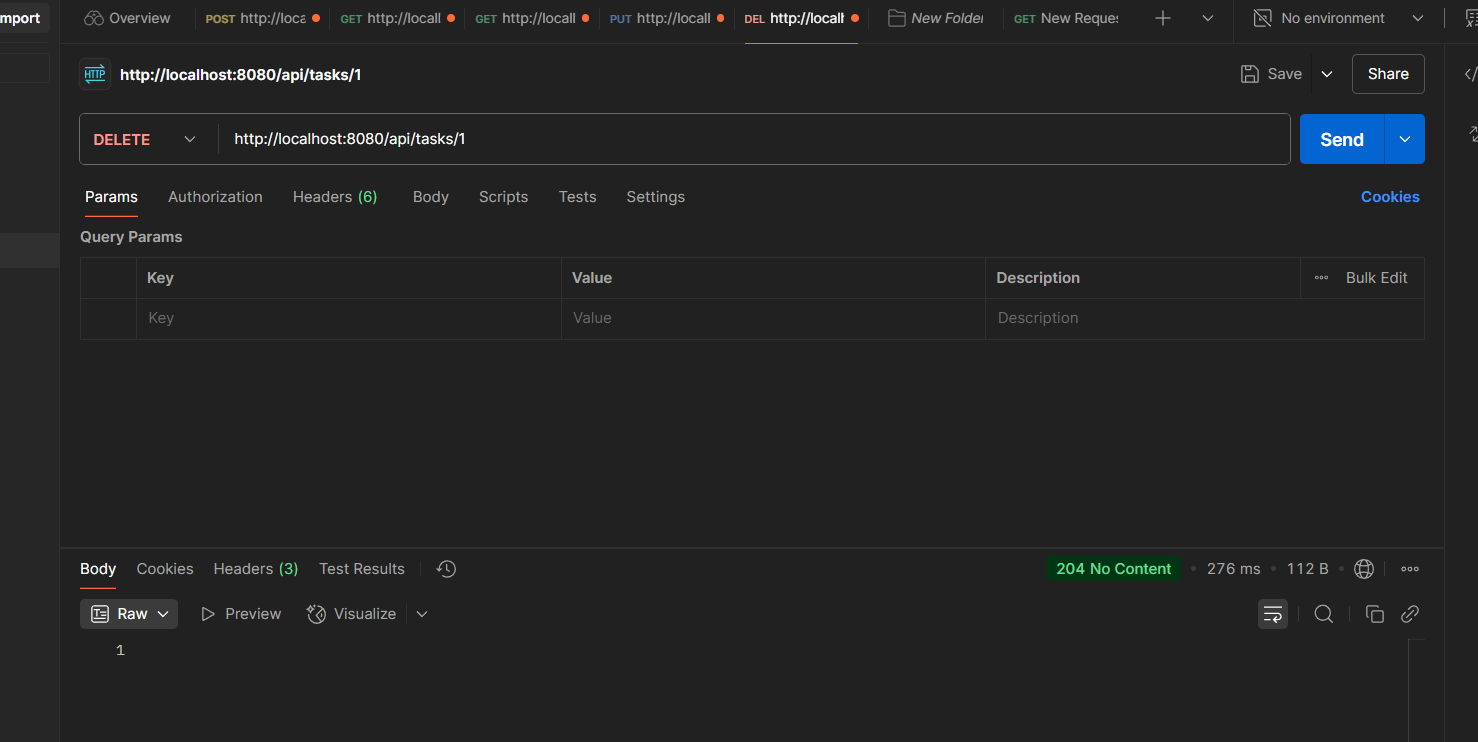 mport
Overview POST http://loca GET http://locall GET http://locall PUT http://locall DEL http://localh New Folder GET New Reques No environment
HTTP http://localhost:8080/api/tasks/1 Save Share
DELETE http://localhost:8080/api/tasks/1 Send
Params Authorization Headers (6) Body Scripts Tests Settings Cookies
Query Params
Key Value Description Bulk Edit
Key Value Description
Body Cookies Headers (3) Test Results 204 No Content 276 ms 112 B
Raw Preview Visualize
1